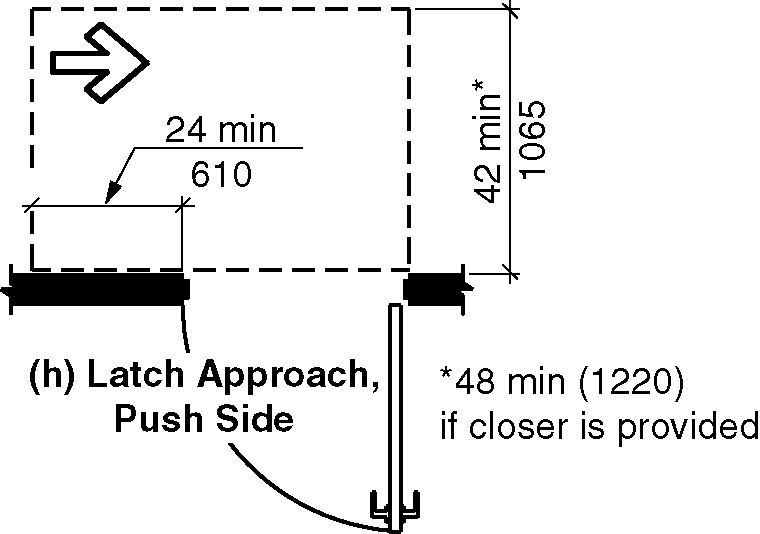 24 min
610
42 min*
1065
(h) Latch Approach,
Push Side
*48 min (1220)
if closer is provided